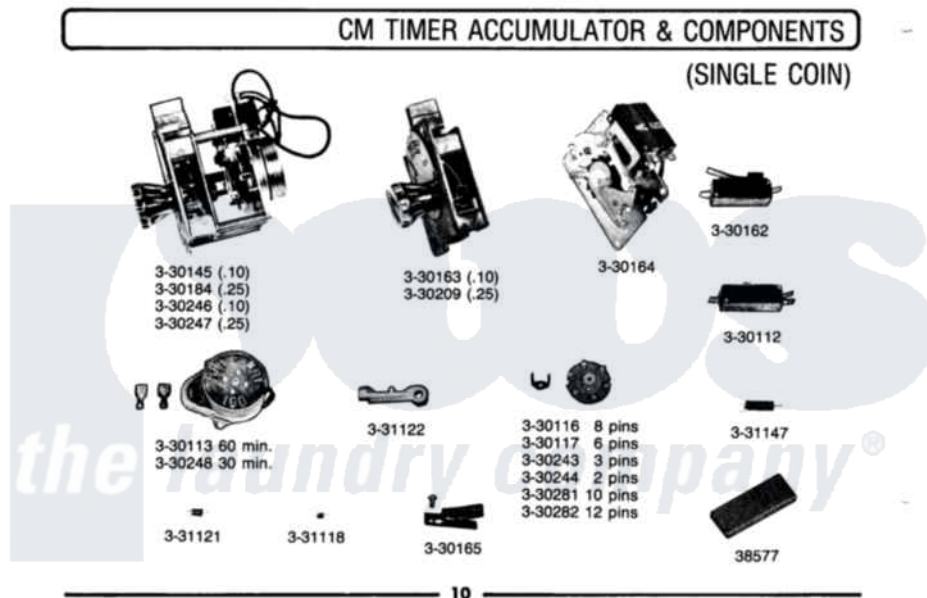 CM TIMER ACCUMULATOR & COMPONENTS
(SINGLE COIN)
3-30145 (.10)
3-30184 (.25)
3-30246 (.10)
3-30247 (.25)
3-30163 (.10)
3-30209 (.25)
3-30164
3-30162
3-30112
3-30113 60 min.
3-30248 30 min.
3-31122
3-30116 8 pins
3-30117 6 pins
3-30243 3 pins
3-30244 2 pins
3-30281 10 pins
3-30282 12 pins
3-31147
the laundry company®
3-31121
3-31118
3-30165
38577
10